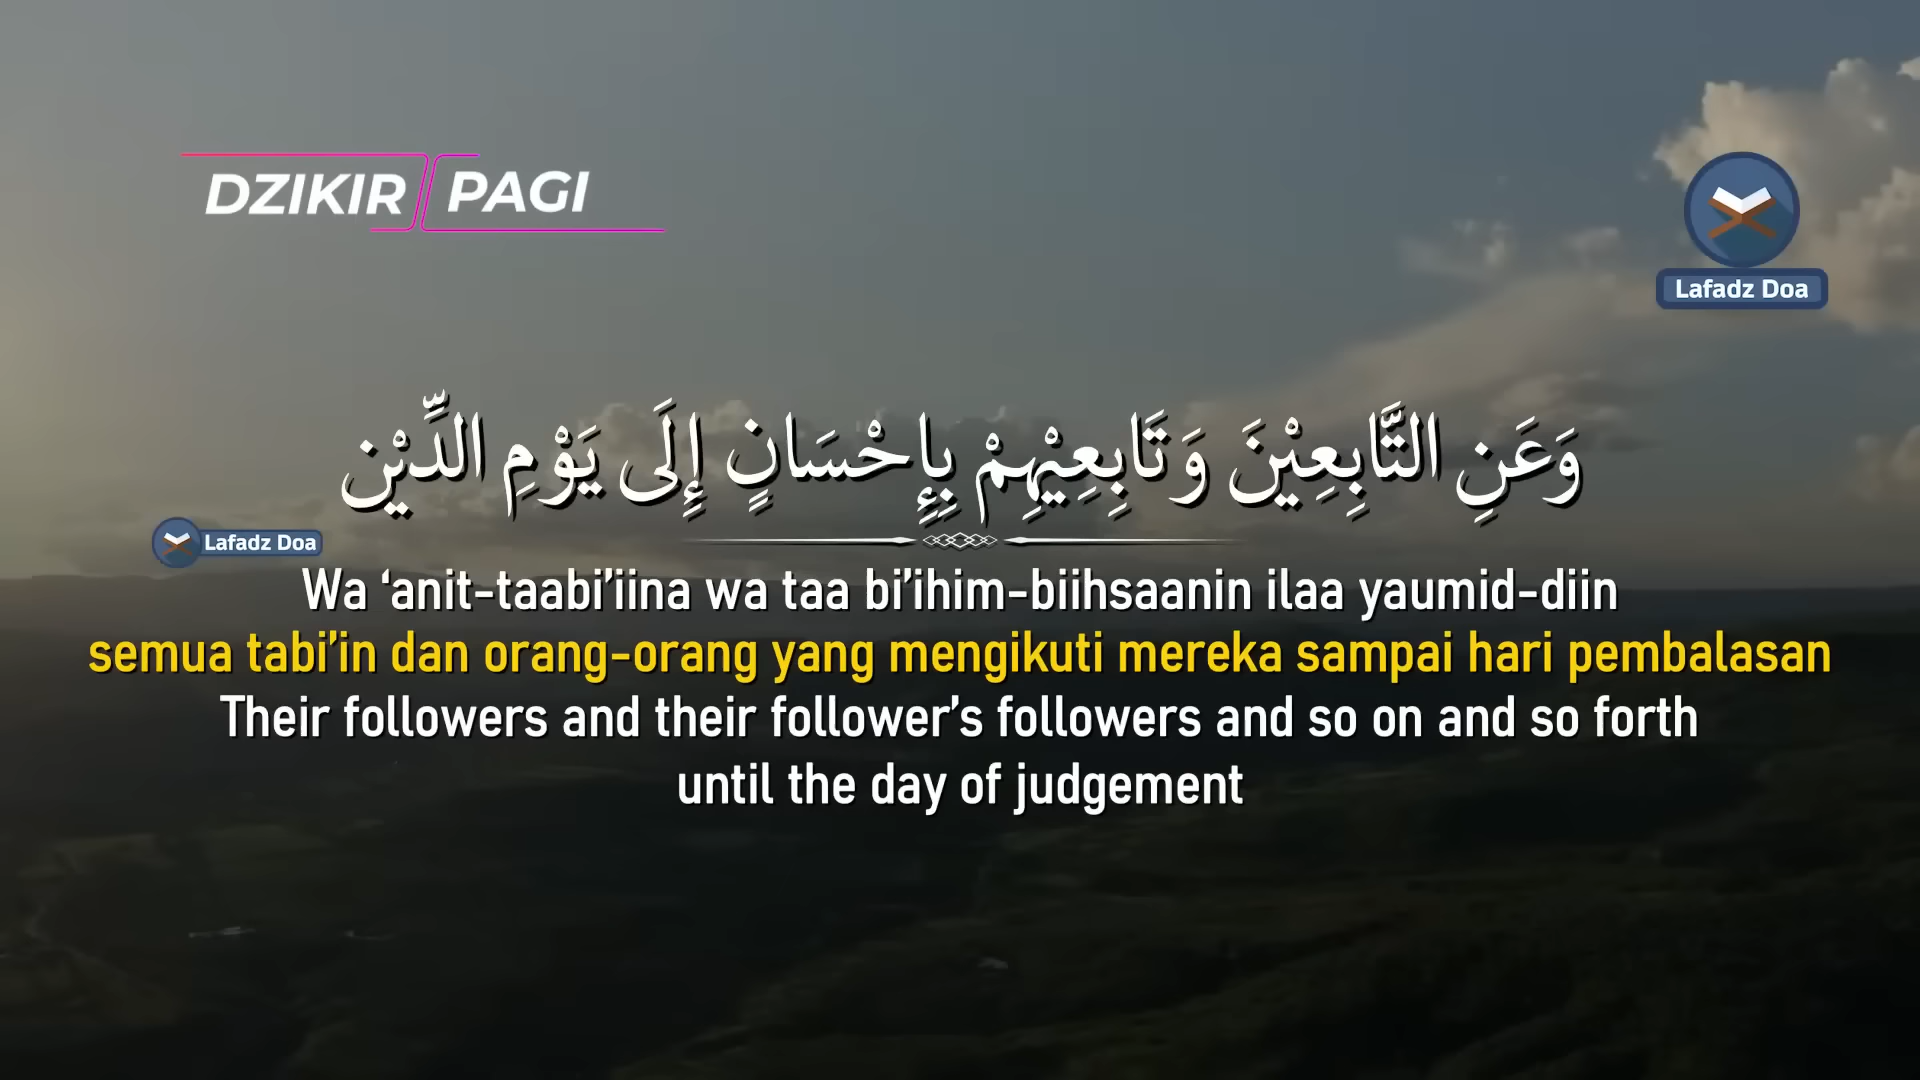 DZIKIR PAGI
Lafadz Doa
وَعَنِ التَّابِعِيْنَ وَتَابِعِيْهِمْ بِإِحْسَانٍ إِلَى يَوْمِ الدِّيْنِ
Lafadz Doa
Wa ‘anit-taabi’iina wa taa bi’ihim-biihsaanin ilaa yaumid-diin
semua tabi’in dan orang-orang yang mengikuti mereka sampai hari pembalasan
Their followers and their follower’s followers and so on and so forth
until the day of judgement